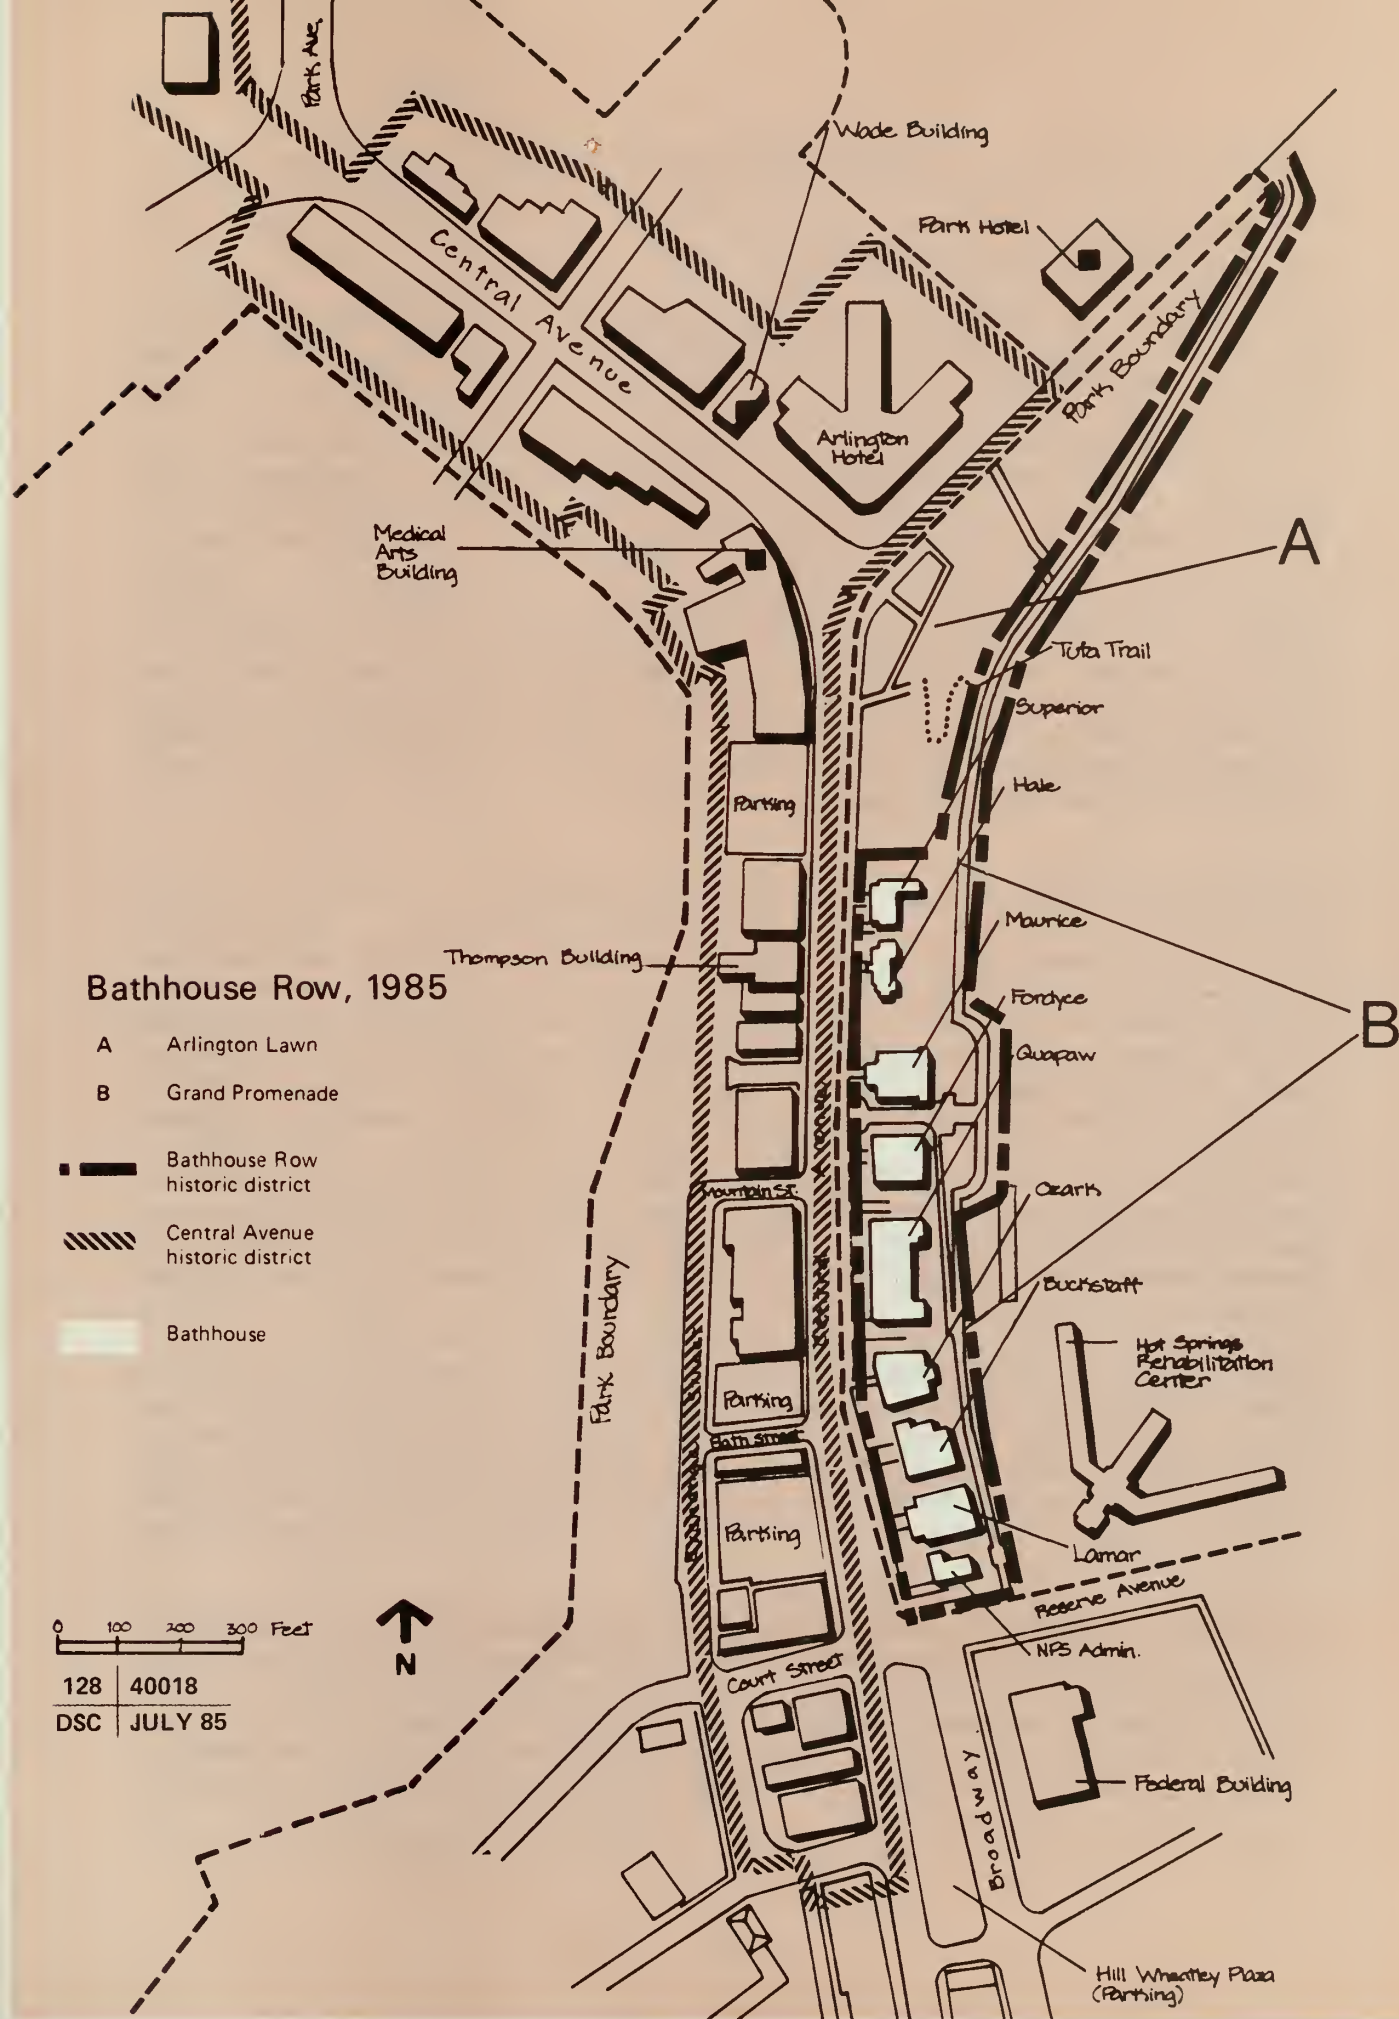 Park Ave.
Wade Building
Park Hotel
Central Avenue
Park Boundary
Arlington
Hotel
Medical
Arts
Building
A
Tufa Trail
Superior
Hale
Parking
Maurice
Thompson Building
Fordyce
B
Quapaw
Bathhouse Row, 1985
A Arlington Lawn
B Grand Promenade
Bathhouse Row
historic district
Central Avenue
historic district
Bathhouse
Mountain St.
Ozark
Buckstaff
Park Boundary
Hot Springs
Rehabilitation
Center
Parking
Bath Street
Parking
Lamar
Reserve Avenue
NPS Admin.
0 100 200 300 Feet
N
128 40018
DSC JULY 85
Court Street
Broadway
Federal Building
Hill Wheatley Plaza
(Parking)